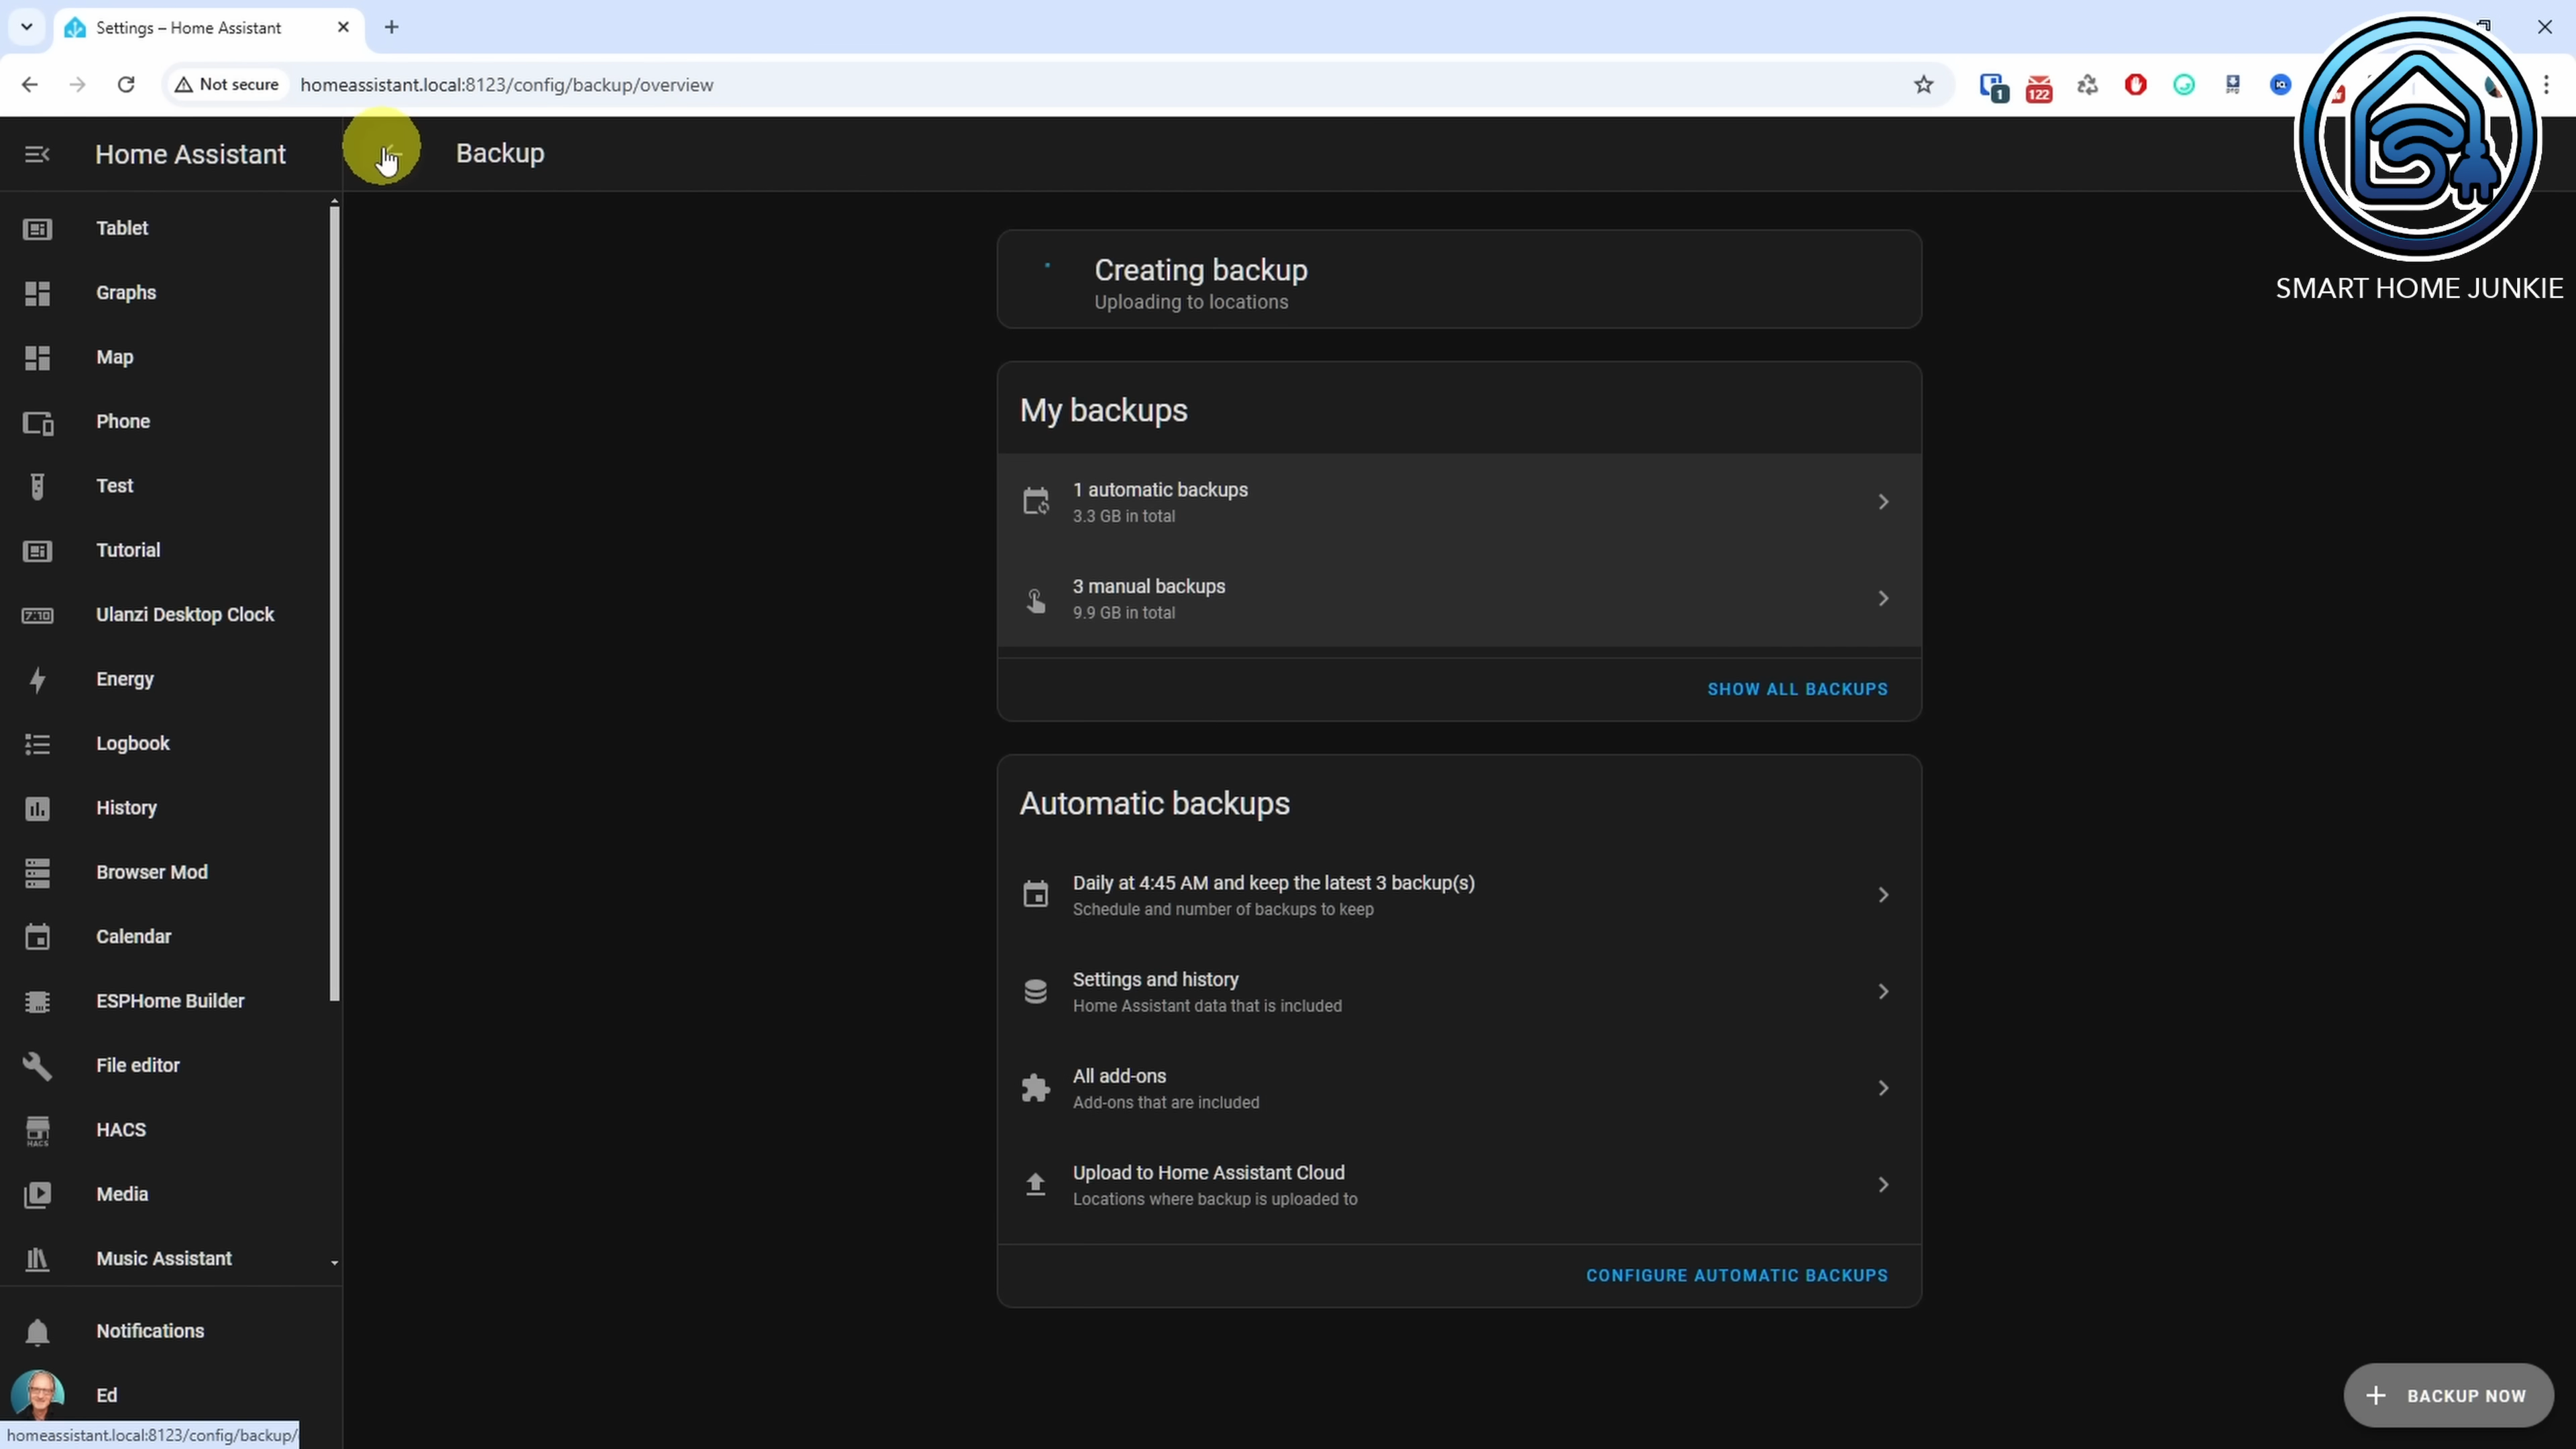 Settings – Home Assistant
Not secure
homeassistant.local:8123/config/backup/overview
1
122
Home Assistant
Backup
SMART HOME JUNKIE
Tablet
Graphs
Map
Phone
Test
Tutorial
7:10
Ulanzi Desktop Clock
Energy
Logbook
History
Browser Mod
Calendar
ESPHome Builder
File editor
HACS
HACS
Media
Music Assistant
Notifications
Ed
homeassistant.local:8123/config/backup/
Creating backup
Uploading to locations
My backups
1 automatic backups
3.3 GB in total
3 manual backups
9.9 GB in total
SHOW ALL BACKUPS
Automatic backups
Daily at 4:45 AM and keep the latest 3 backup(s)
Schedule and number of backups to keep
Settings and history
Home Assistant data that is included
All add-ons
Add-ons that are included
Upload to Home Assistant Cloud
Locations where backup is uploaded to
CONFIGURE AUTOMATIC BACKUPS
BACKUP NOW